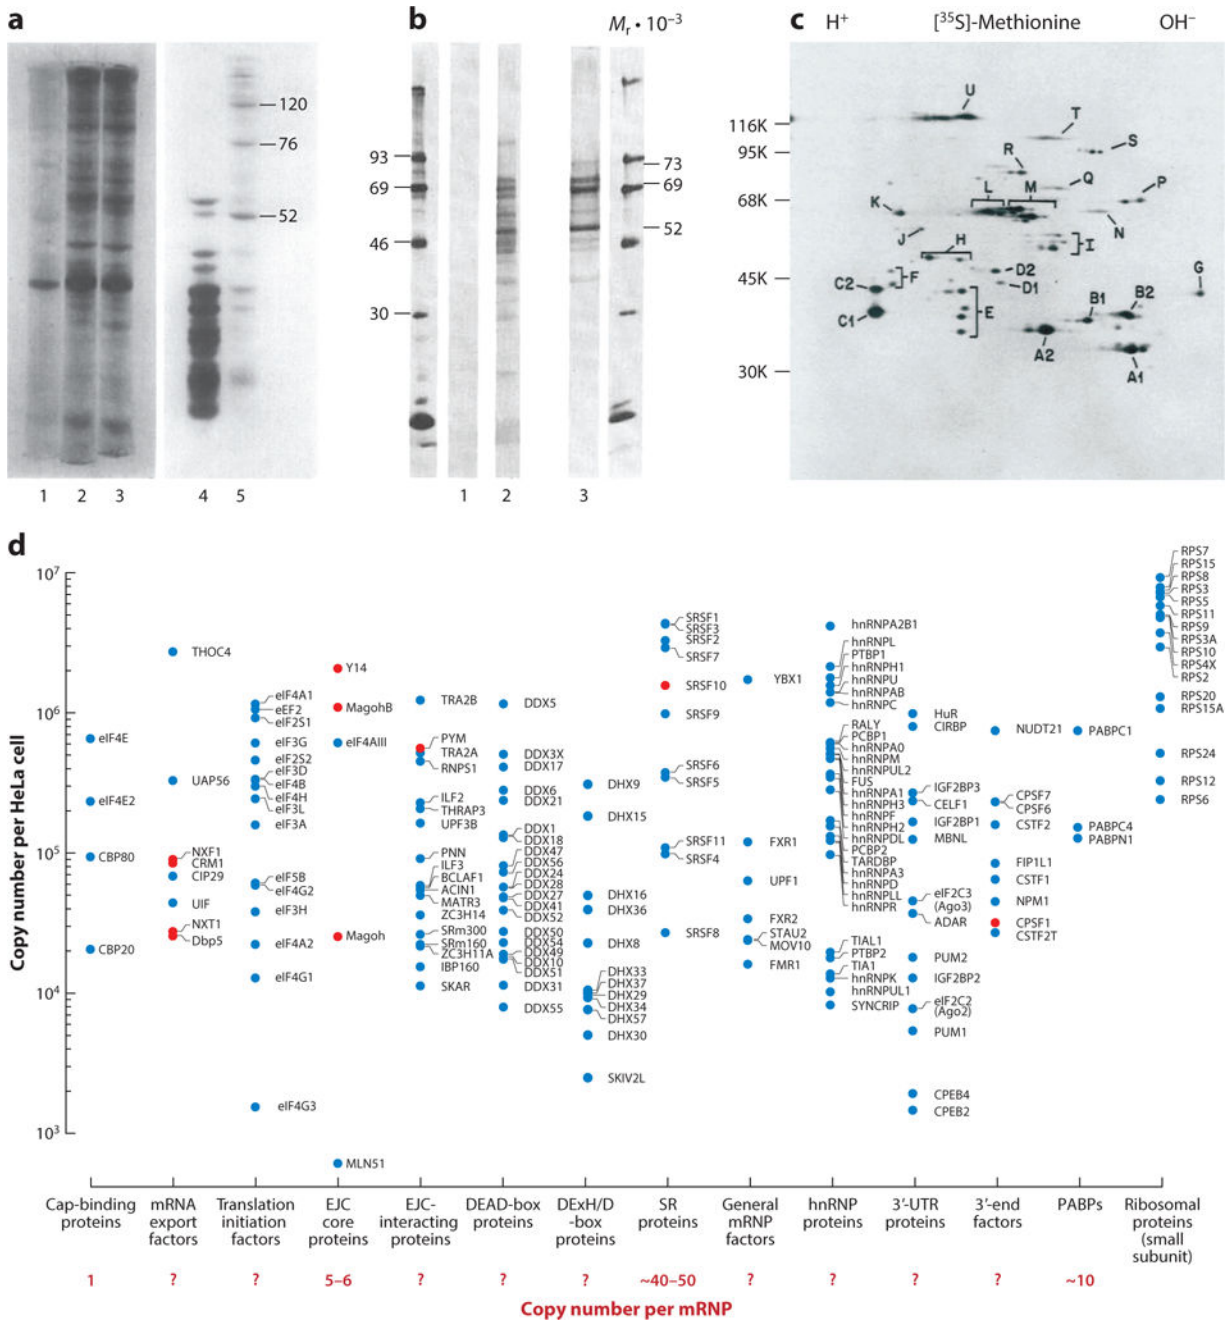 a
b
Mr • 10−3
c
H+
[35S]-Methionine
OH−
120
76
52
1
2
3
4
5
93
69
46
30
73
69
52
1
2
3
116K
95K
68K
45K
30K
U
T
S
R
Q
P
L
M
K
J
N
I
H
G
F
D2
D1
C2
C1
E
B1
B2
A2
A1
d
Copy number per HeLa cell
10⁷
10⁶
10⁵
10⁴
10³
eIF4E
eIF4E2
CBP80
CBP20
THOC4
UAP56
NXF1
CRM1
CIP29
UIF
NXT1
Dbp5
eIF4A1
eEF2
eIF2S1
eIF3G
eIF2S2
eIF3D
eIF4B
eIF4H
eIF3L
eIF3A
eIF5B
eIF4G2
eIF3H
eIF4A2
eIF4G1
eIF4G3
Y14
MagohB
eIF4AIII
Magoh
MLN51
TRA2B
PYM
TRA2A
RNPS1
ILF2
THRAP3
UPF3B
PNN
ILF3
BCLAF1
ACIN1
MATR3
ZC3H14
SRm300
SRm160
ZC3H11A
IBP160
SKAR
DDX5
DDX3X
DDX17
DDX6
DDX21
DDX1
DDX18
DDX47
DDX56
DDX24
DDX28
DDX27
DDX41
DDX52
DDX50
DDX54
DDX49
DDX10
DDX51
DDX31
DDX55
DHX9
DHX15
DHX16
DHX36
DHX8
DHX33
DHX37
DHX29
DHX34
DHX57
DHX30
SKIV2L
SRSF1
SRSF3
SRSF2
SRSF7
SRSF10
SRSF9
SRSF6
SRSF5
SRSF11
SRSF4
SRSF8
YBX1
FXR1
UPF1
FXR2
STAU2
MOV10
FMR1
hnRNPA2B1
hnRNPL
PTBP1
hnRNPH1
hnRNPU
hnRNPAB
hnRNPC
RALY
PCBP1
hnRNPA0
hnRNPM
hnRNPUL2
FUS
hnRNPA1
hnRNPH3
hnRNPF
hnRNPH2
hnRNPDL
PCBP2
TARDBP
hnRNPA3
hnRNPD
hnRNPLL
hnRNPR
TIAL1
PTBP2
TIA1
hnRNPK
hnRNPUL1
SYNCRIP
HuR
CIRBP
IGF2BP3
CELF1
IGF2BP1
MBNL
eIF2C3
(Ago3)
ADAR
PUM2
IGF2BP2
eIF2C2
(Ago2)
PUM1
CPEB4
CPEB2
NUDT21
CPSF7
CPSF6
CSTF2
FIP1L1
CSTF1
NPM1
CPSF1
CSTF2T
PABPC1
PABPC4
PABPN1
RPS7
RPS15
RPS8
RPS3
RPS5
RPS11
RPS9
RPS3A
RPS10
RPS4X
RPS2
RPS20
RPS15A
RPS24
RPS12
RPS6
Cap-binding
proteins
mRNA
export
factors
Translation
initiation
factors
EJC
core
proteins
EJC-
interacting
proteins
DEAD-box
proteins
DExH/D
-box
proteins
SR
proteins
General
mRNP
factors
hnRNP
proteins
3′-UTR
proteins
3′-end
factors
PABPs
Ribosomal
proteins
(small
subunit)
1
?
?
5–6
?
?
?
~40–50
?
?
?
?
~10
Copy number per mRNP